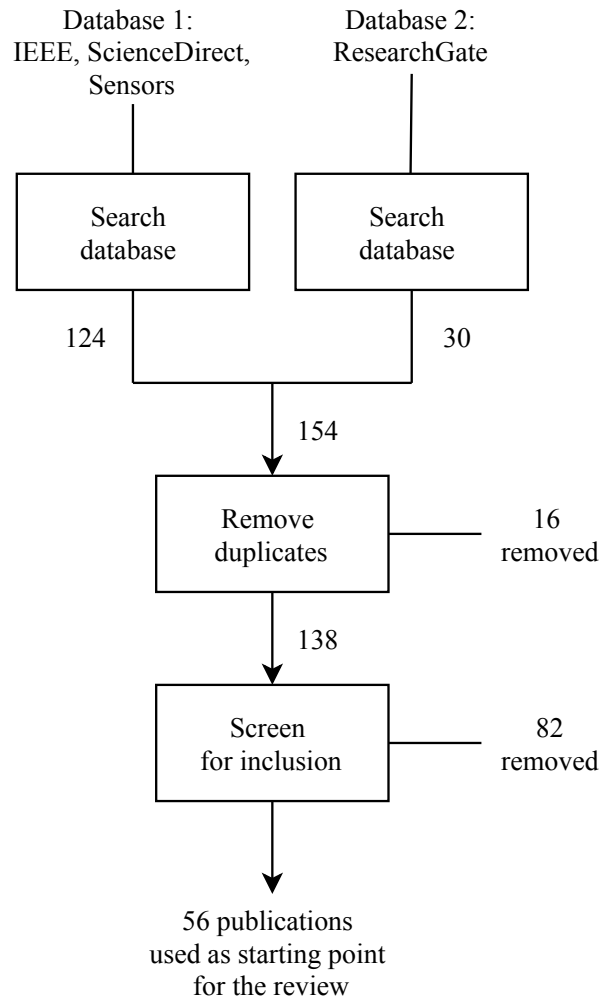 Database 1:
IEEE, ScienceDirect,
Sensors
Database 2:
ResearchGate
Search
database
Search
database
124
30
154
Remove
duplicates
16
removed
138
Screen
for inclusion
82
removed
56 publications
used as starting point
for the review